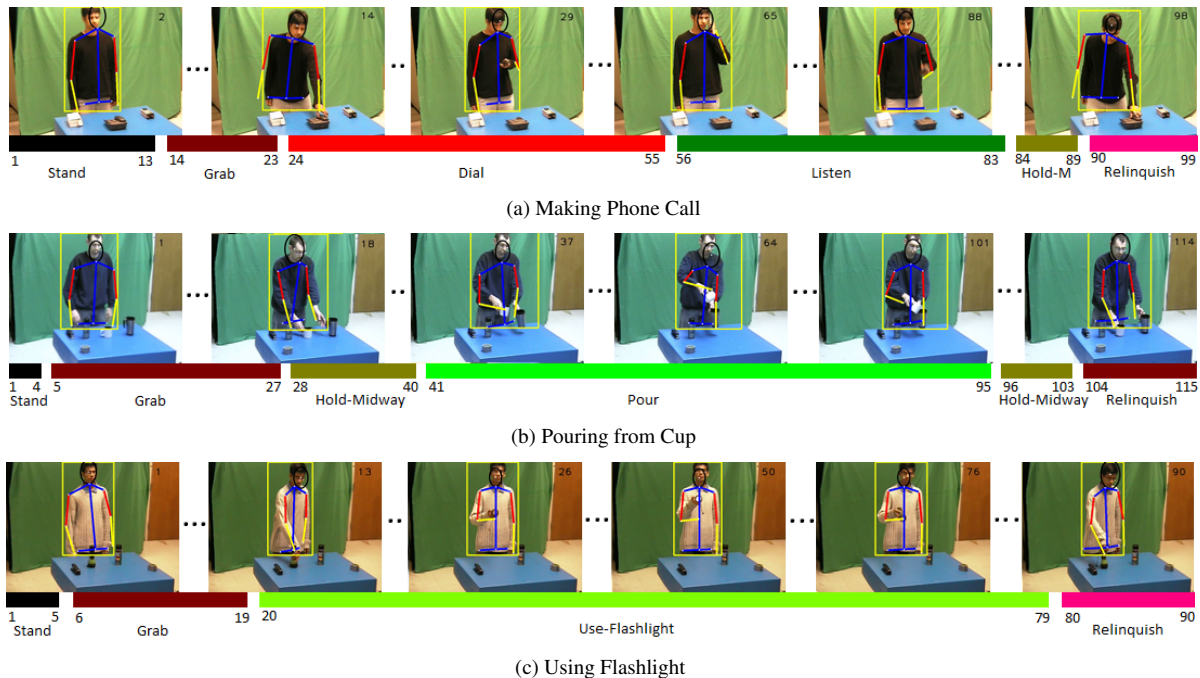 2 14 29 65 88 98
1 13 14 23 24 55 56 83 84 89 90 99
Stand Grab Dial Listen Hold-M Relinquish
(a) Making Phone Call
1 18 37 64 101 114
1 4 5 27 28 40 41 95 96 103 104 115
Stand Grab Hold-Midway Pour Hold-Midway Relinquish
(b) Pouring from Cup
1 13 26 50 76 90
1 5 6 19 20 79 80 90
Stand Grab Use-Flashlight Relinquish
(c) Using Flashlight